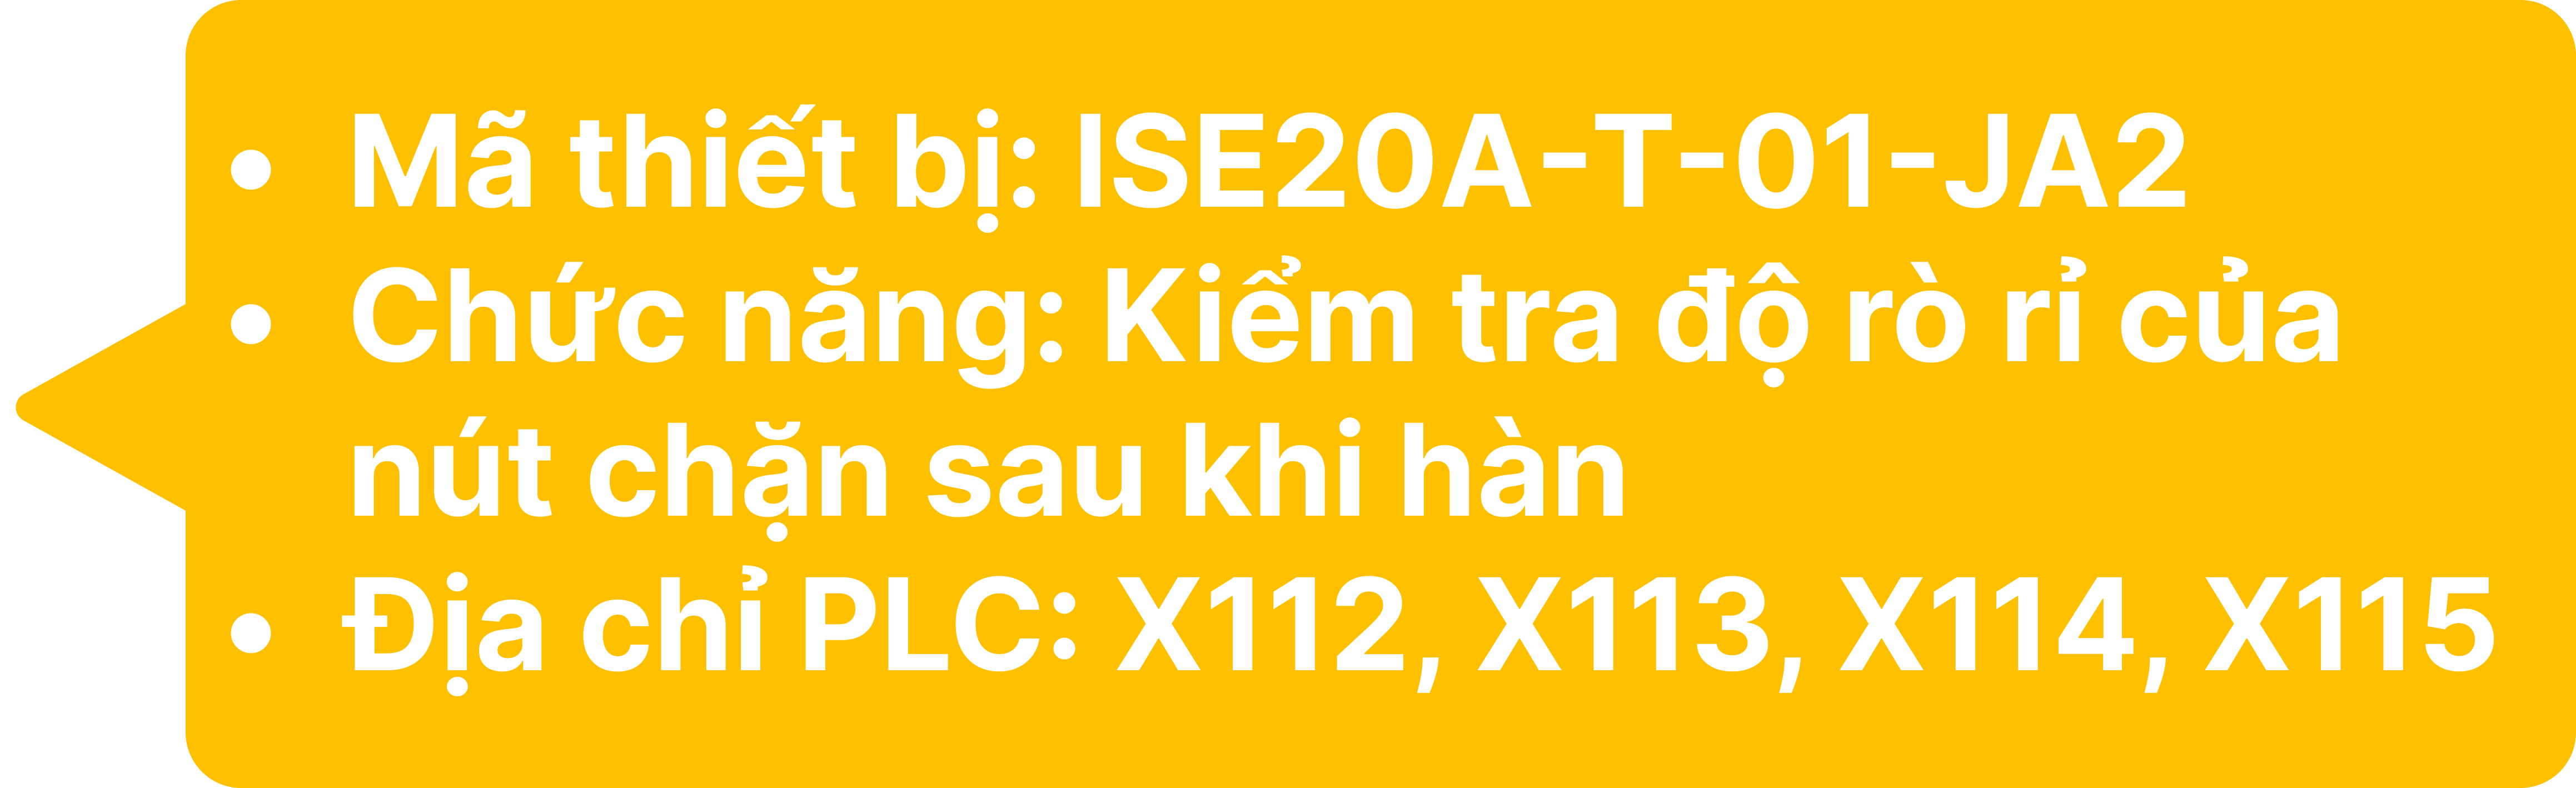 • Mã thiết bị: ISE20A-T-01-JA2
• Chức năng: Kiểm tra độ rò rỉ của
nút chặn sau khi hàn
• Địa chỉ PLC: X112, X113, X114, X115